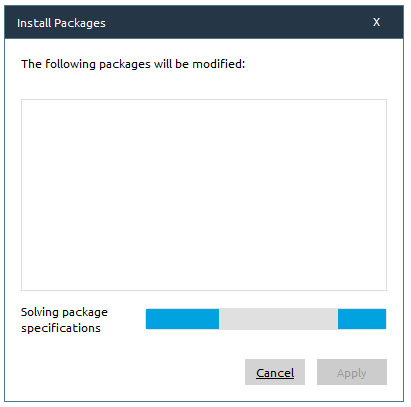 Install Packages X
The following packages will be modified:
Solving package
specifications
Cancel Apply